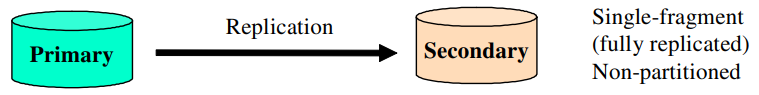 Primary
Replication
Secondary
Single-fragment
(fully replicated)
Non-partitioned